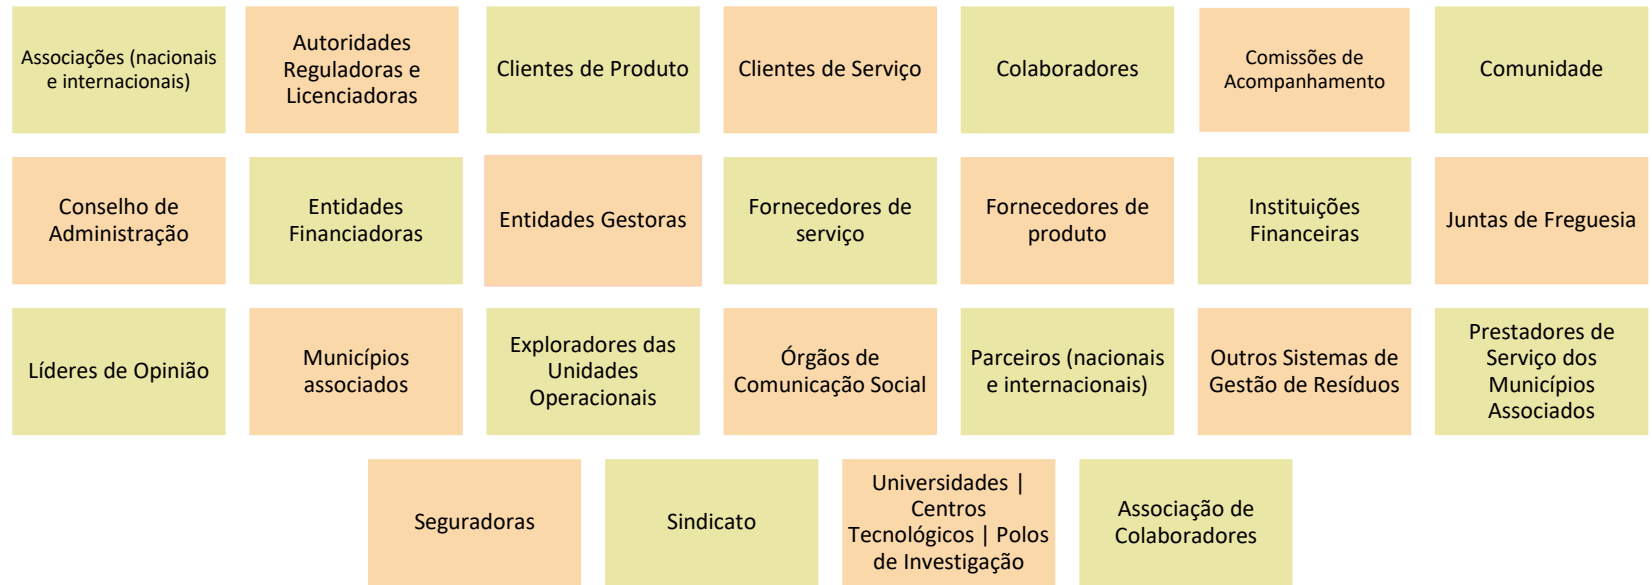 Associações (nacionais
e internacionais)
Autoridades
Reguladoras e
Licenciadoras
Clientes de Produto
Clientes de Serviço
Colaboradores
Comissões de
Acompanhamento
Comunidade
Conselho de
Administração
Entidades
Financiadoras
Entidades Gestoras
Fornecedores de
serviço
Fornecedores de
produto
Instituições
Financeiras
Juntas de Freguesia
Líderes de Opinião
Municípios
associados
Exploradores das
Unidades
Operacionais
Órgãos de
Comunicação Social
Parceiros (nacionais
e internacionais)
Outros Sistemas de
Gestão de Resíduos
Prestadores de
Serviço dos
Municípios
Associados
Seguradoras
Sindicato
Universidades |
Centros
Tecnológicos | Polos
de Investigação
Associação de
Colaboradores